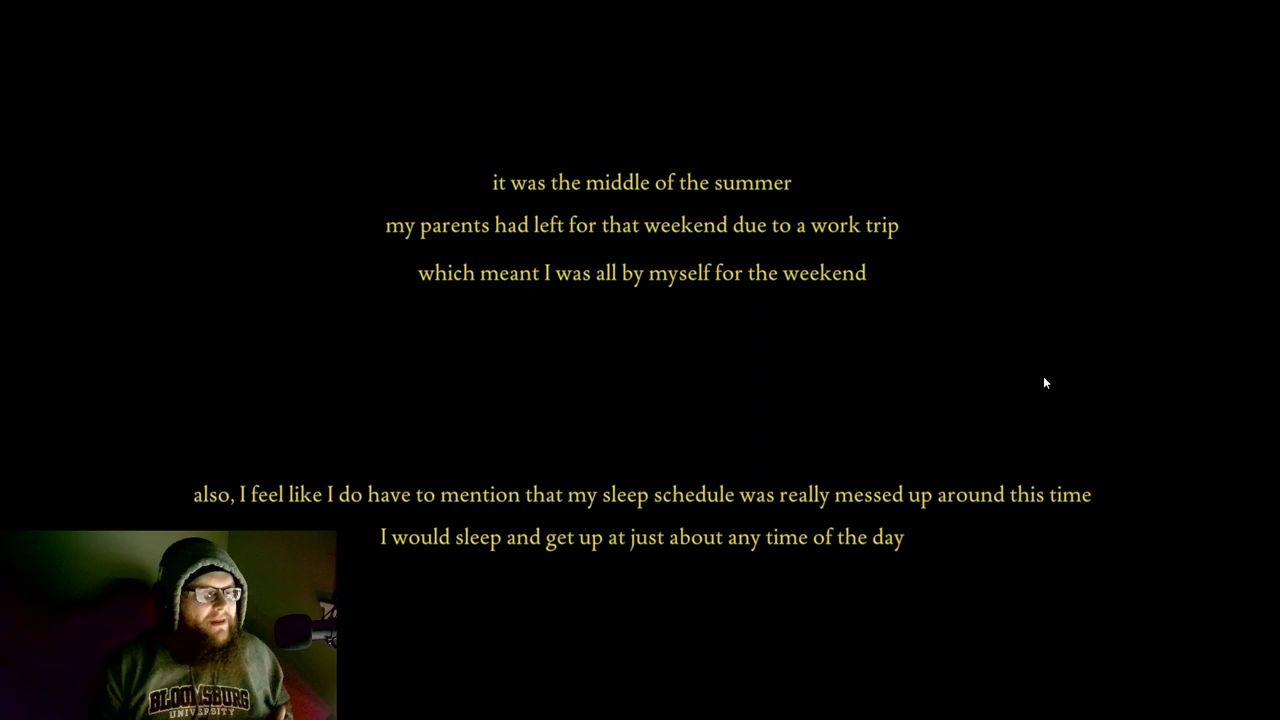 it was the middle of the summer
my parents had left for that weekend due to a work trip
which meant I was all by myself for the weekend
also, I feel like I do have to mention that my sleep schedule was really messed up around this time
I would sleep and get up at just about any time of the day
BLOOMSBURG
UNIVERSITY